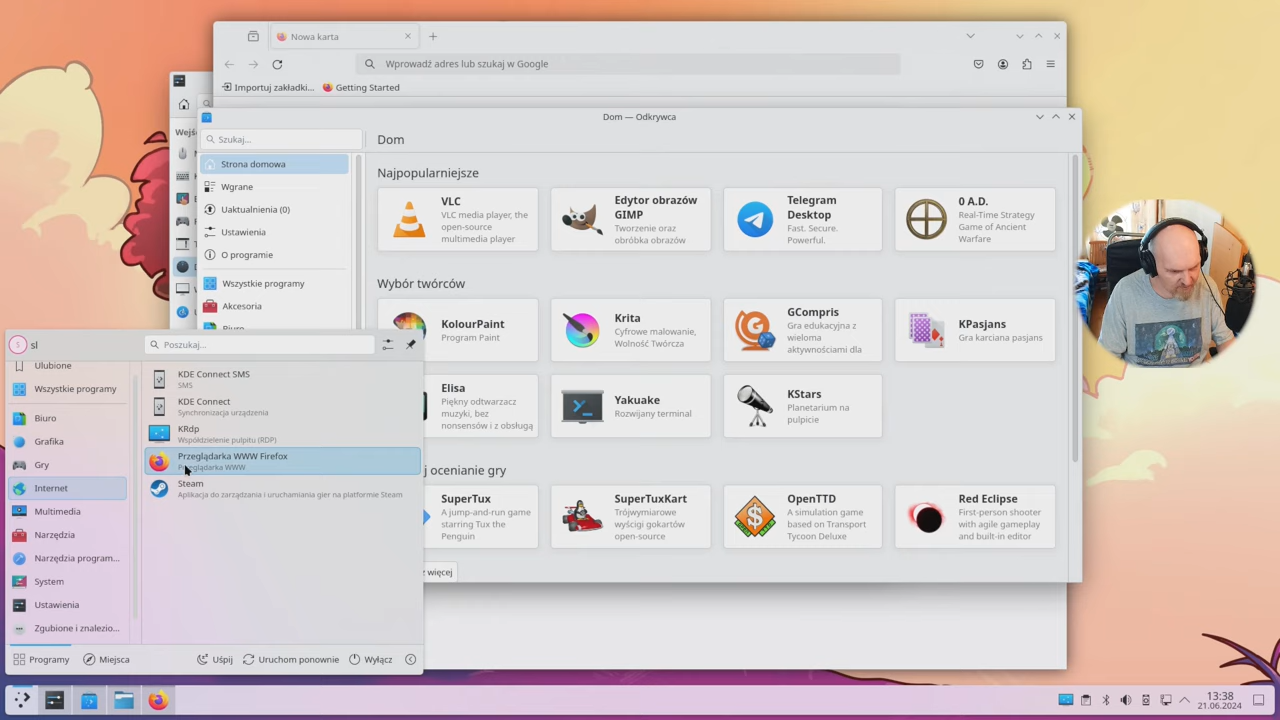 Nowa karta
Wprowadź adres lub szukaj w Google
Importuj zakładki...
Getting Started
Wejśc
Dom — Odkrywca
Szukaj...
Dom
Strona domowa
Wgrane
Uaktualnienia (0)
Ustawienia
O programie
Wszystkie programy
Akcesoria
Najpopularniejsze
VLC
VLC media player, the
open-source
multimedia player
Edytor obrazów
GIMP
Tworzenie oraz
obróbka obrazów
Telegram
Desktop
Fast. Secure.
Powerful.
0 A.D.
Real-Time Strategy
Game of Ancient
Warfare
Wybór twórców
KolourPaint
Program Paint
Krita
Cyfrowe malowanie,
Wolność Twórcza
GCompris
Gra edukacyjna z
wieloma
aktywnościami dla
KPasjans
Gra karciana pasjans
Elisa
Piękny odtwarzacz
muzyki, bez
nonsensów i z obsługą
Yakuake
Rozwijany terminal
KStars
Planetarium na
pulpicie
j ocenianie gry
SuperTux
A jump-and-run game
starring Tux the
Penguin
SuperTuxKart
Trójwymiarowe
wyścigi gokartów
open-source
OpenTTD
A simulation game
based on Transport
Tycoon Deluxe
Red Eclipse
First-person shooter
with agile gameplay
and built-in editor
więcej
sl
Poszukaj...
Ulubione
Wszystkie programy
Biuro
Grafika
Gry
Internet
Multimedia
Narzędzia
Narzędzia program...
System
Ustawienia
Zgubione i znalezio...
KDE Connect SMS
SMS
KDE Connect
Synchronizacja urządzenia
KRdp
Współdzielenie pulpitu (RDP)
Przeglądarka WWW Firefox
Przeglądarka WWW
Steam
Aplikacja do zarządzania i uruchamiania gier na platformie Steam
Programy
Miejsca
Uśpij
Uruchom ponownie
Wyłącz
13:38
21.06.2024